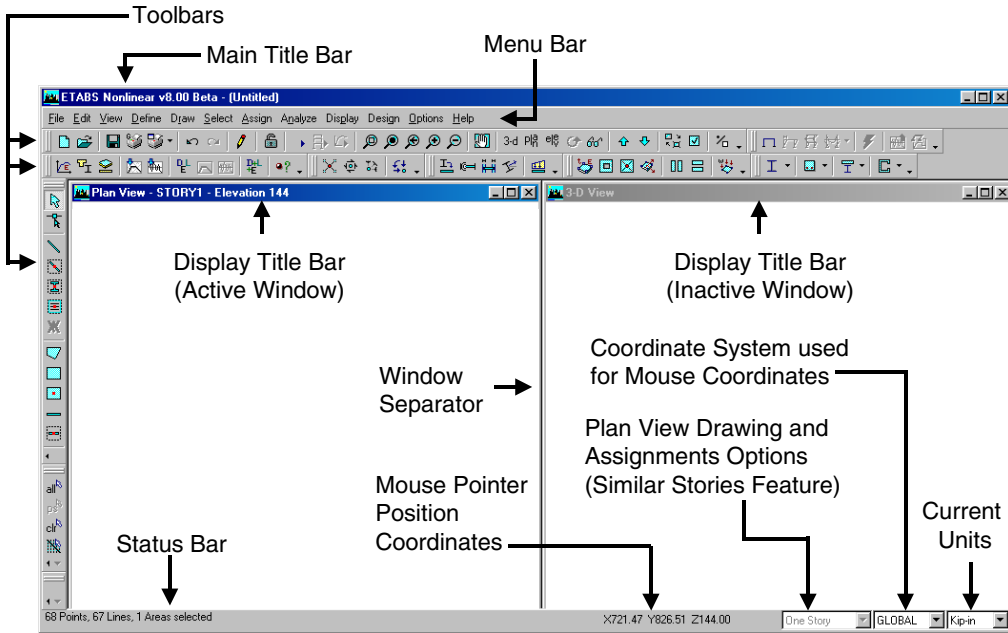 Toolbars
Main Title Bar
Menu Bar
ETABS Nonlinear v8.00 Beta - (Untitled)
File Edit View Define Draw Select Assign Analyze Display Design Options Help
3-d
Plan View - STORY1 - Elevation 144
3-D View
Display Title Bar
(Active Window)
Display Title Bar
(Inactive Window)
Coordinate System used
for Mouse Coordinates
Window
Separator
Plan View Drawing and
Assignments Options
(Similar Stories Feature)
Mouse Pointer
Position
Coordinates
Current
Units
Status Bar
all
ps
clr
68 Points, 67 Lines, 1 Areas selected
X721.47 Y826.51 Z144.00
One Story
GLOBAL
Kip-in